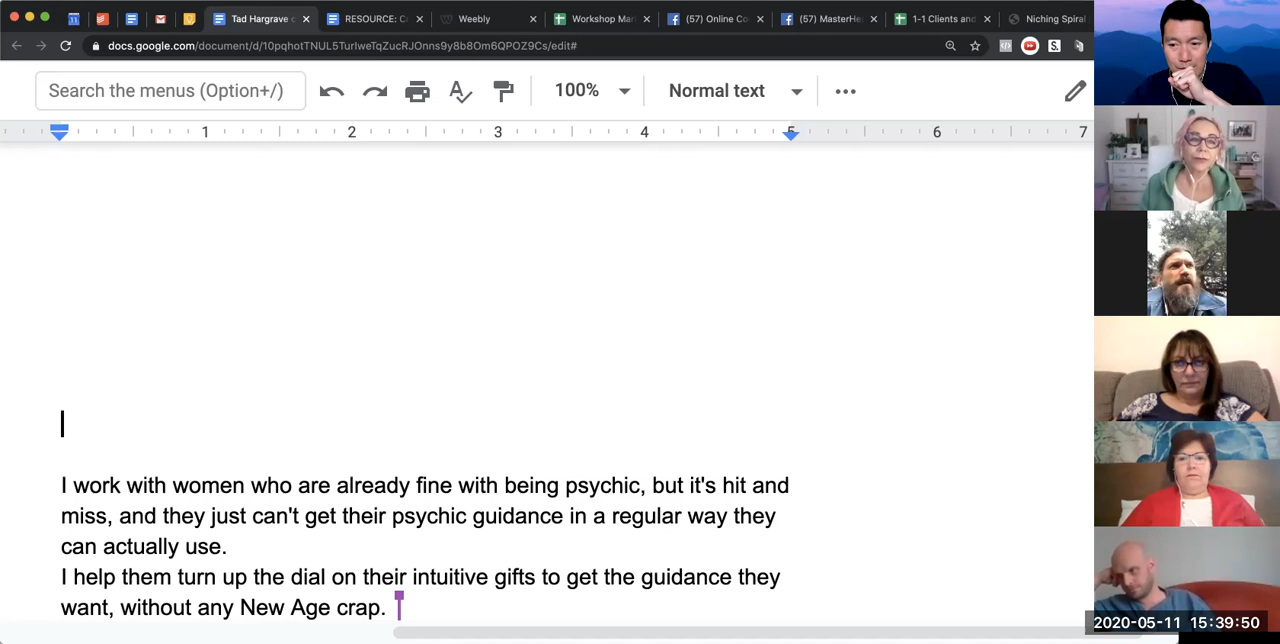 Tad Hargrave c
RESOURCE: C
Weekly
Workshop Mar
(57) Online Co
(57) MasterHea
1-1 Clients and
Niching Spiral
docs.google.com/document/d/10pqhotTNUL5TurIweTqZucRJOnns9y8b8Om6QPOZ9Cs/edit#
Search the menus (Option+/)
100%
Normal text
1 2 3 4 5 6 7
I work with women who are already fine with being psychic, but it's hit and
miss, and they just can't get their psychic guidance in a regular way they
can actually use.
I help them turn up the dial on their intuitive gifts to get the guidance they
want, without any New Age crap.
2020-05-11 15:39:50